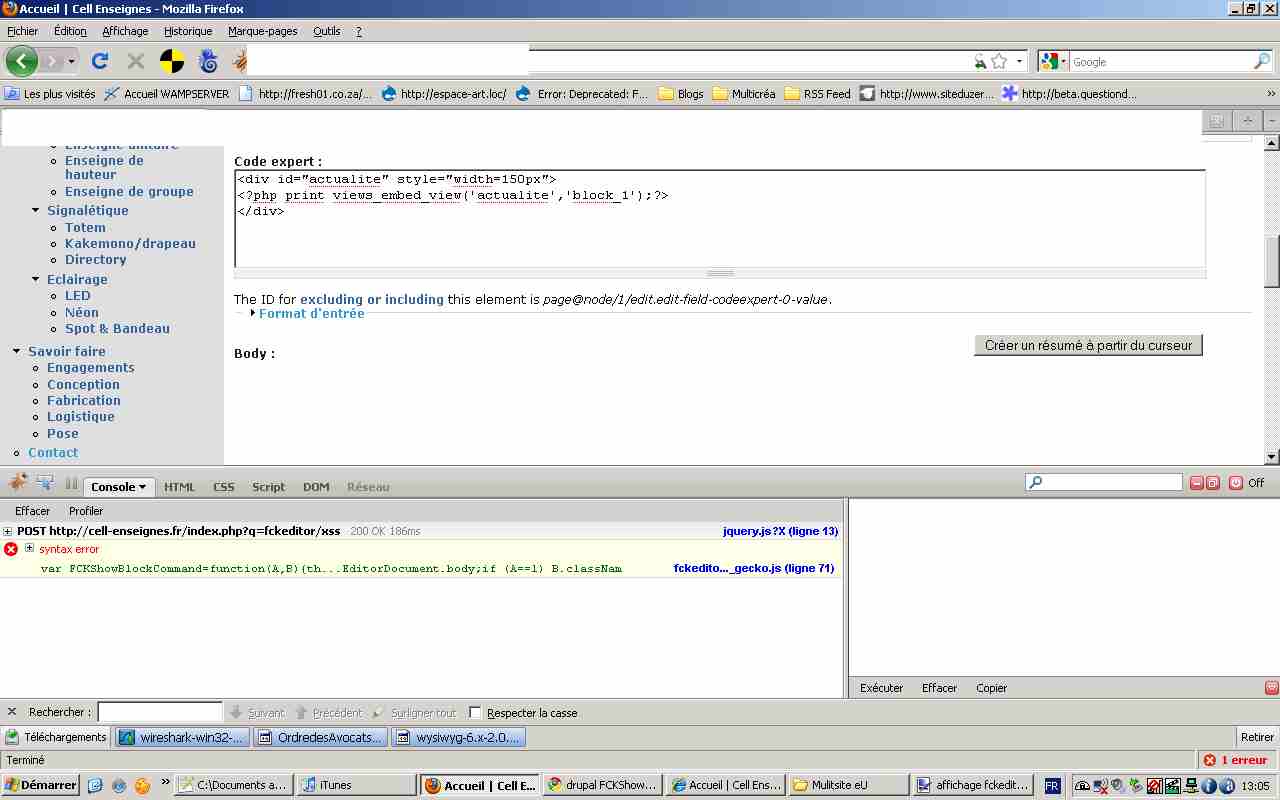 Accueil | Cell Enseignes - Mozilla Firefox
Fichier Édition Affichage Historique Marque-pages Outils ?
Google
Les plus visités Accueil WAMPSERVER http://fresh01.co.za/... http://espace-art.loc/ Error: Deprecated: F... Blogs Multicréa RSS Feed http://www.siteduzer... http://beta.questiond... »
Enseigne de
hauteur
Enseigne de groupe
Signalétique
Totem
Kakemono/drapeau
Directory
Eclairage
LED
Néon
Spot & Bandeau
Savoir faire
Engagements
Conception
Fabrication
Logistique
Pose
Contact
Code expert :
<div id="actualite" style="width=150px">
<?php print views_embed_view('actualite','block_1');?>
</div>
The ID for excluding or including this element is page@node/1/edit.edit-field-codeexpert-0-value.
Format d'entrée
Créer un résumé à partir du curseur
Body :
Console HTML CSS Script DOM Réseau Off
Effacer Profiler
POST http://cell-enseignes.fr/index.php?q=fckeditor/xss 200 OK 186ms jquery.js?X (ligne 13)
syntax error
var FCKShowBlockCommand=function(A,B){th...EditorDocument.body;if (A==1) B.classNam fckedito..._gecko.js (ligne 71)
Exécuter Effacer Copier
Rechercher : Suivant Précédent Surligner tout Respecter la casse
Téléchargements wireshark-win32-... OrdredesAvocats... wysiwyg-6.x-2.0.... Retirer
Terminé 1 erreur
Démarrer » C:\Documents a... iTunes Accueil | Cell E... drupal FCKShow... Accueil | Cell Ens... Mulitsite eU affichage fckedit... FR 13:05